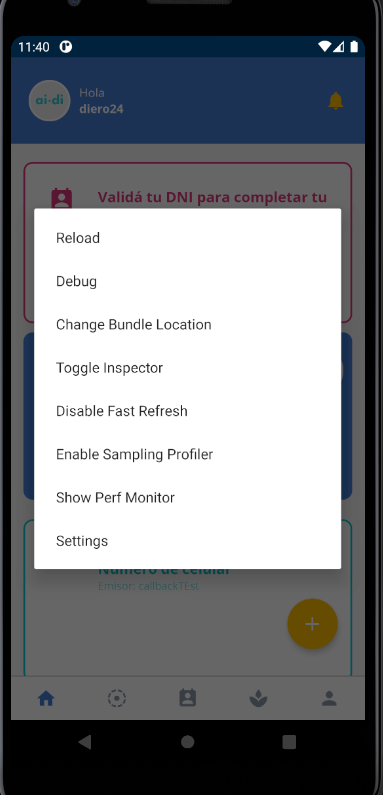 11:40
ai·di
Hola
diero24
Validá tu DNI para completar tu
Reload
Debug
Change Bundle Location
Toggle Inspector
Disable Fast Refresh
Enable Sampling Profiler
Show Perf Monitor
Settings
Número de celular
Emisor: callbackTEst